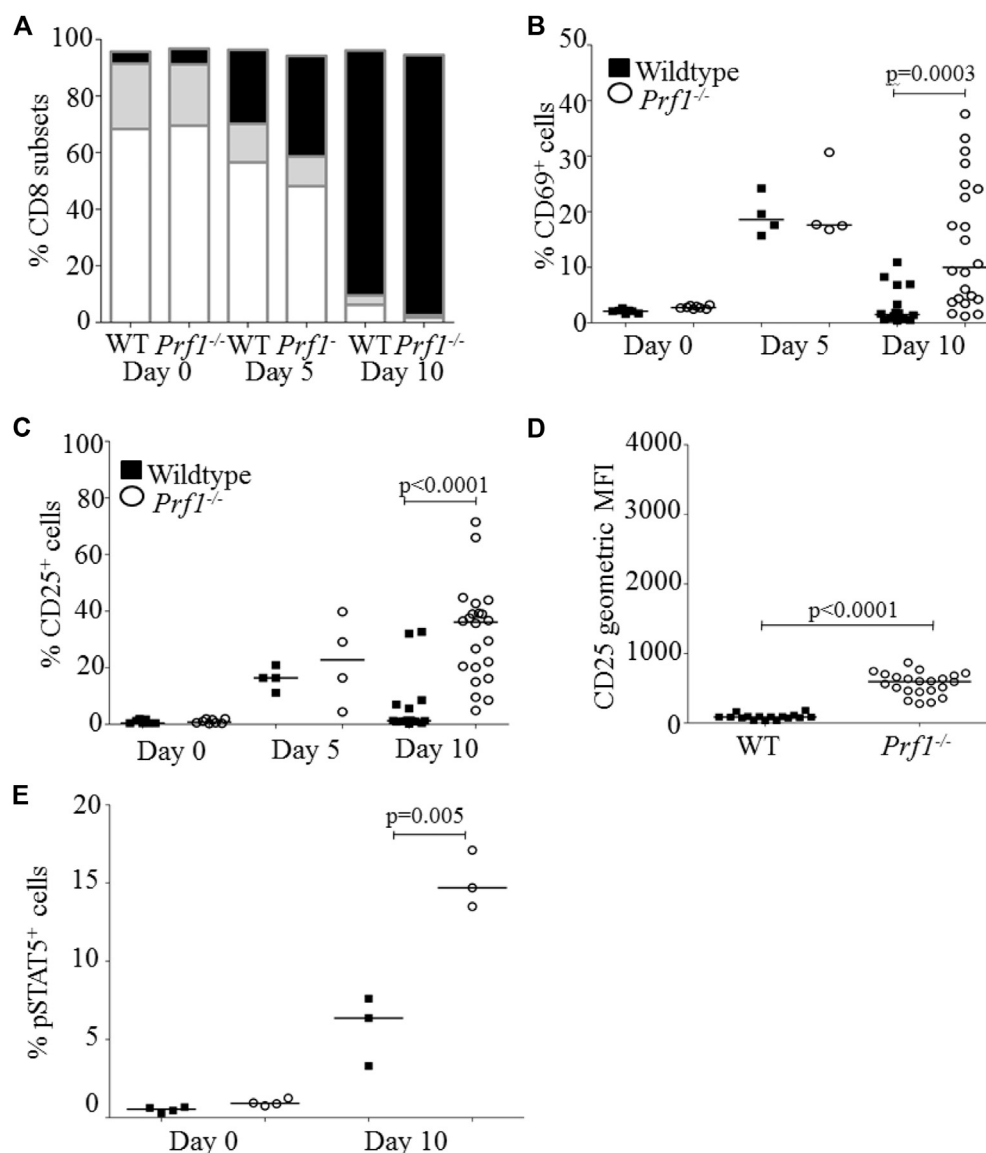 A
% CD8 subsets
100
80
60
40
20
0
WT Prf1-/- WT Prf1- WT Prf1-/-
Day 0 Day 5 Day 10
B
% CD69+ cells
50
40
30
20
10
0
Wildtype
Prf1-/-
p=0.0003
Day 0 Day 5 Day 10
C
% CD25+ cells
100
80
60
40
20
0
Wildtype
Prf1-/-
p<0.0001
Day 0 Day 5 Day 10
D
CD25 geometric MFI
4000
3000
2000
1000
0
p<0.0001
WT Prf1-/-
E
% pSTAT5+ cells
20
15
10
5
0
p=0.005
Day 0 Day 10